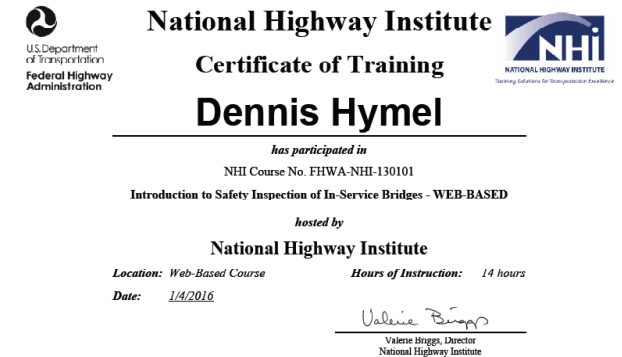 National Highway Institute
U.S. Department
of Transportation
Federal Highway
Administration
NHi
NATIONAL HIGHWAY INSTITUTE
Training Solutions for Transportation Excellence
Certificate of Training
Dennis Hymel
has participated in
NHI Course No. FHWA-NHI-130101
Introduction to Safety Inspection of In-Service Bridges - WEB-BASED
hosted by
National Highway Institute
Location: Web-Based Course Hours of Instruction: 14 hours
Date: 1/4/2016
Valerie Briggs
Valerie Briggs, Director
National Highway Institute